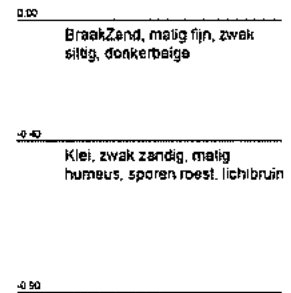 0.00
BraakZand, matig fijn, zwak
siltig, donkerbeige
-0.40
Klei, zwak zandig, matig
humeus, sporen roest, lichtbruin
-0.90